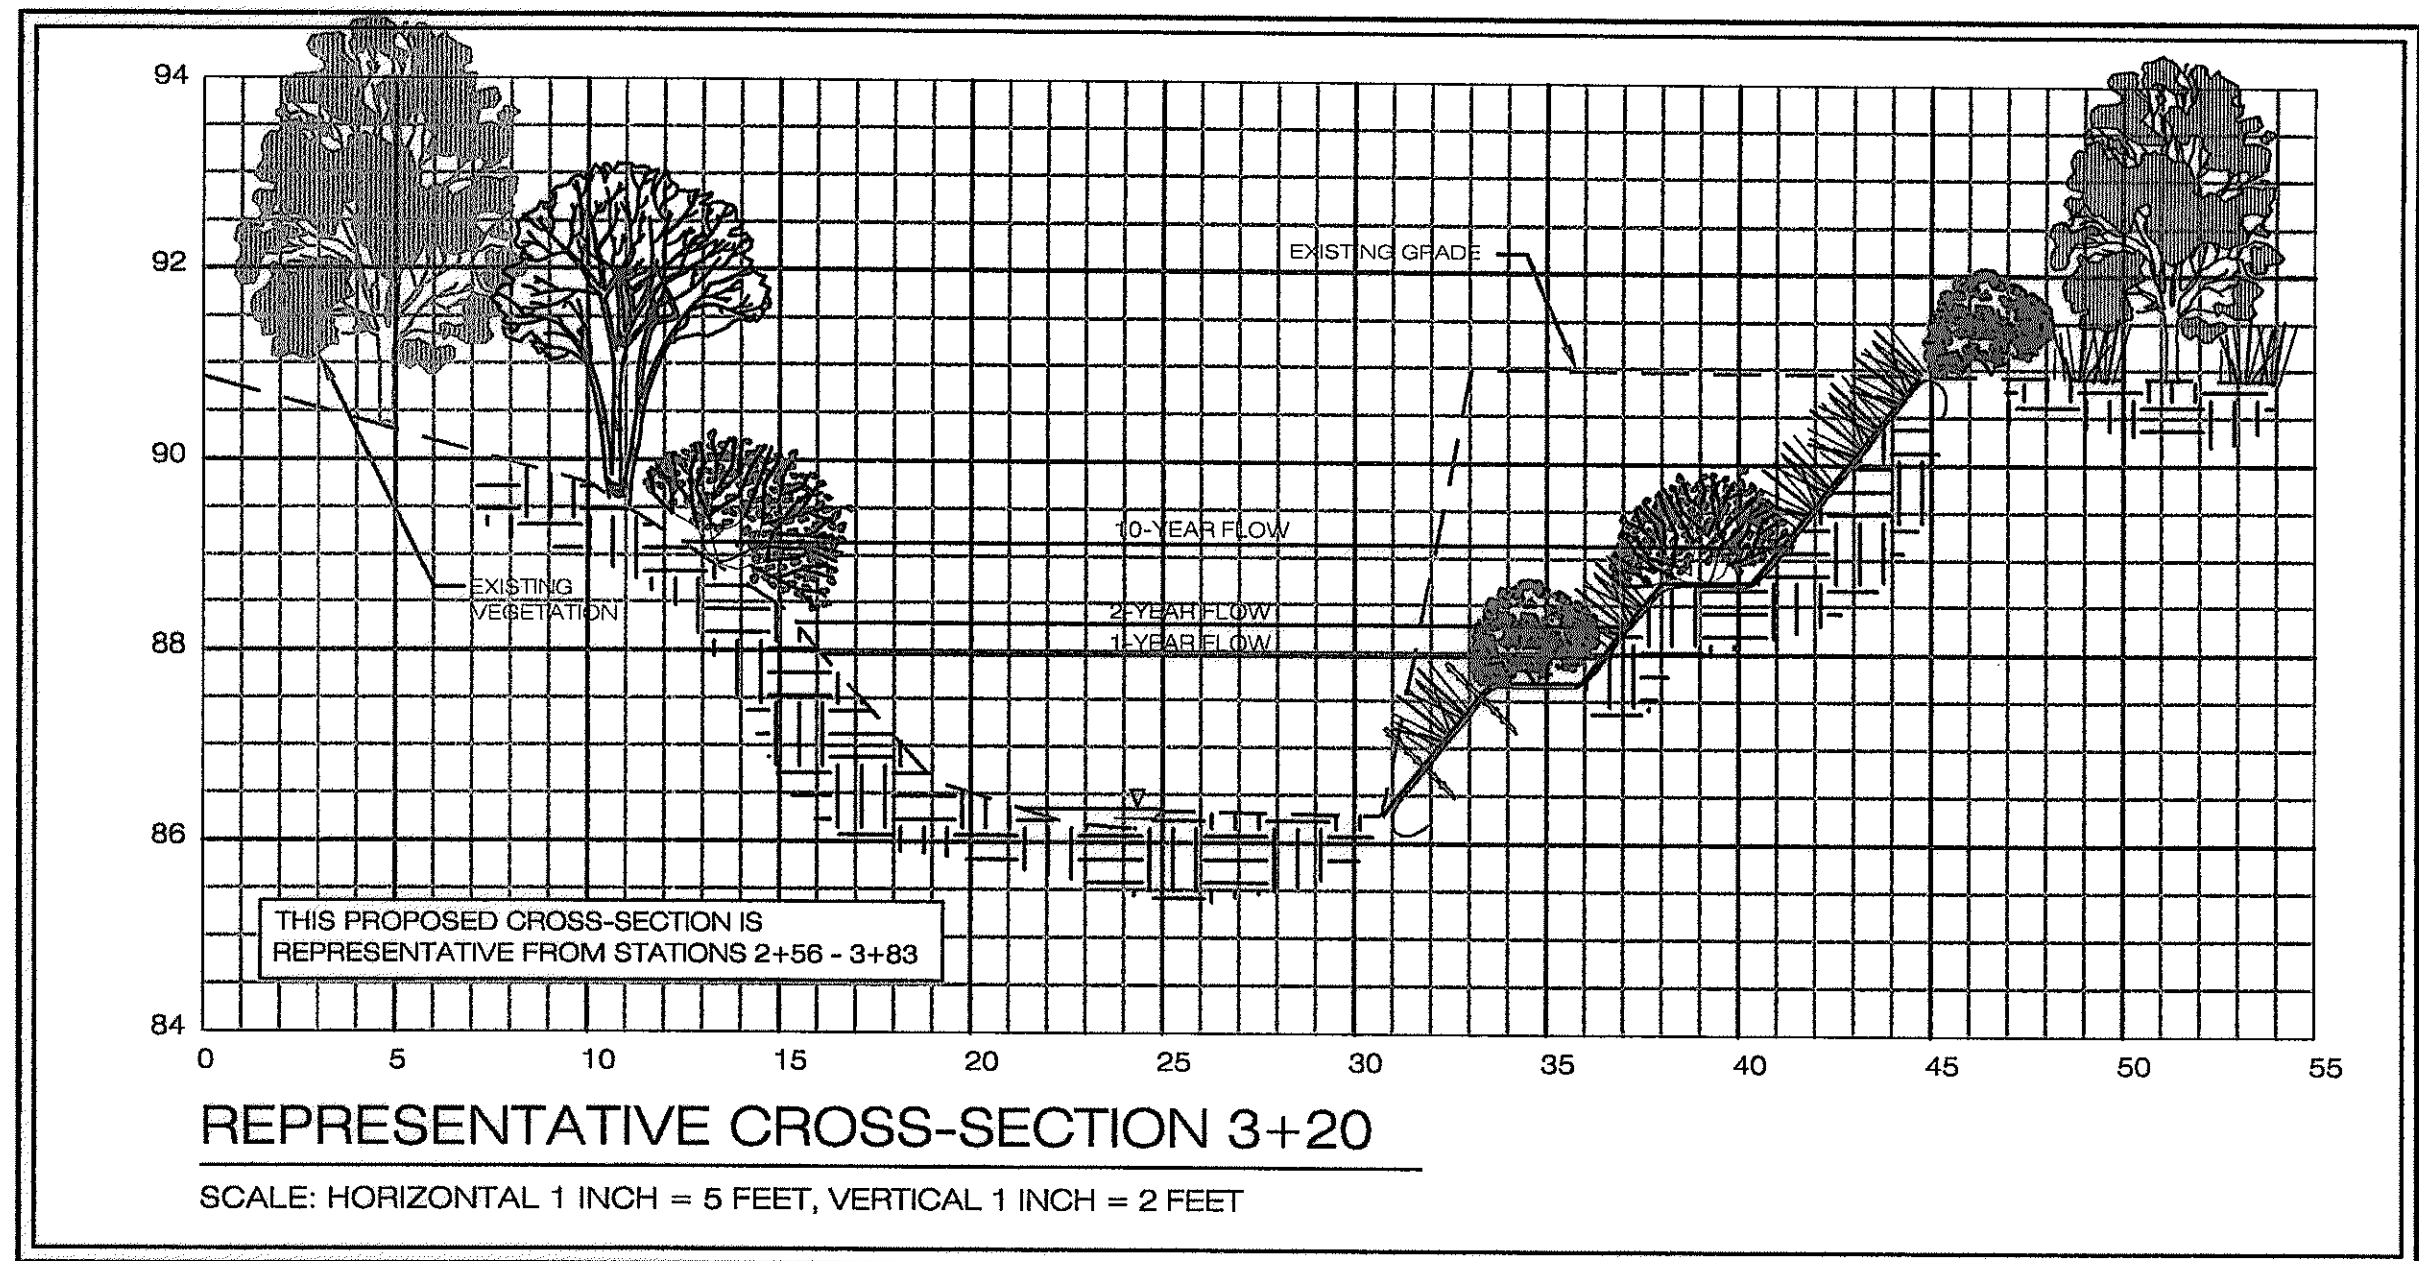 94
92
EXISTING GRADE
90
10-YEAR FLOW
EXISTING
VEGETATION
2-YEAR FLOW
1-YEAR FLOW
88
86
THIS PROPOSED CROSS-SECTION IS
REPRESENTATIVE FROM STATIONS 2+56 - 3+83
84
0 5 10 15 20 25 30 35 40 45 50 55
REPRESENTATIVE CROSS-SECTION 3+20
SCALE: HORIZONTAL 1 INCH = 5 FEET, VERTICAL 1 INCH = 2 FEET